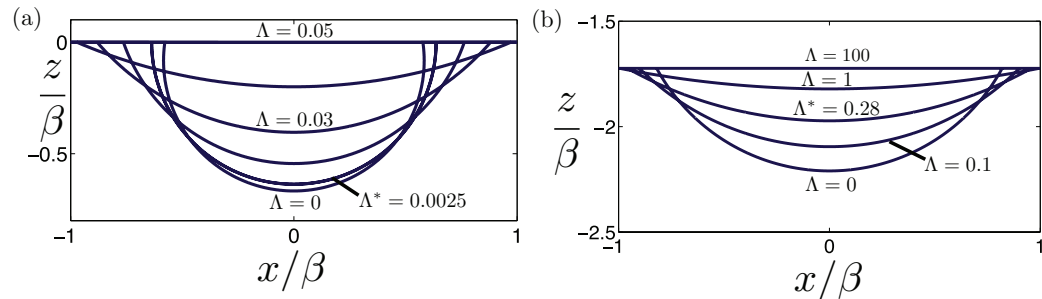 (a)
0
Λ = 0.05
z/β
Λ = 0.03
-0.5
Λ = 0
Λ* = 0.0025
-1
0
1
x/β
(b)
-1.5
Λ = 100
Λ = 1
z/β
-2
Λ* = 0.28
Λ = 0.1
Λ = 0
-2.5
-1
0
1
x/β